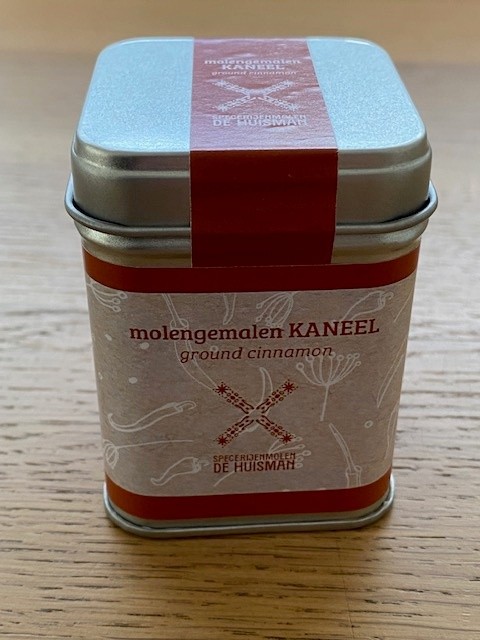 molengemalen
KANEEL
ground cinnamon
SPECERIJENMOLEN
DE HUISMAN
molengemalen KANEEL
ground cinnamon
SPECERIJENMOLEN
DE HUISMAN